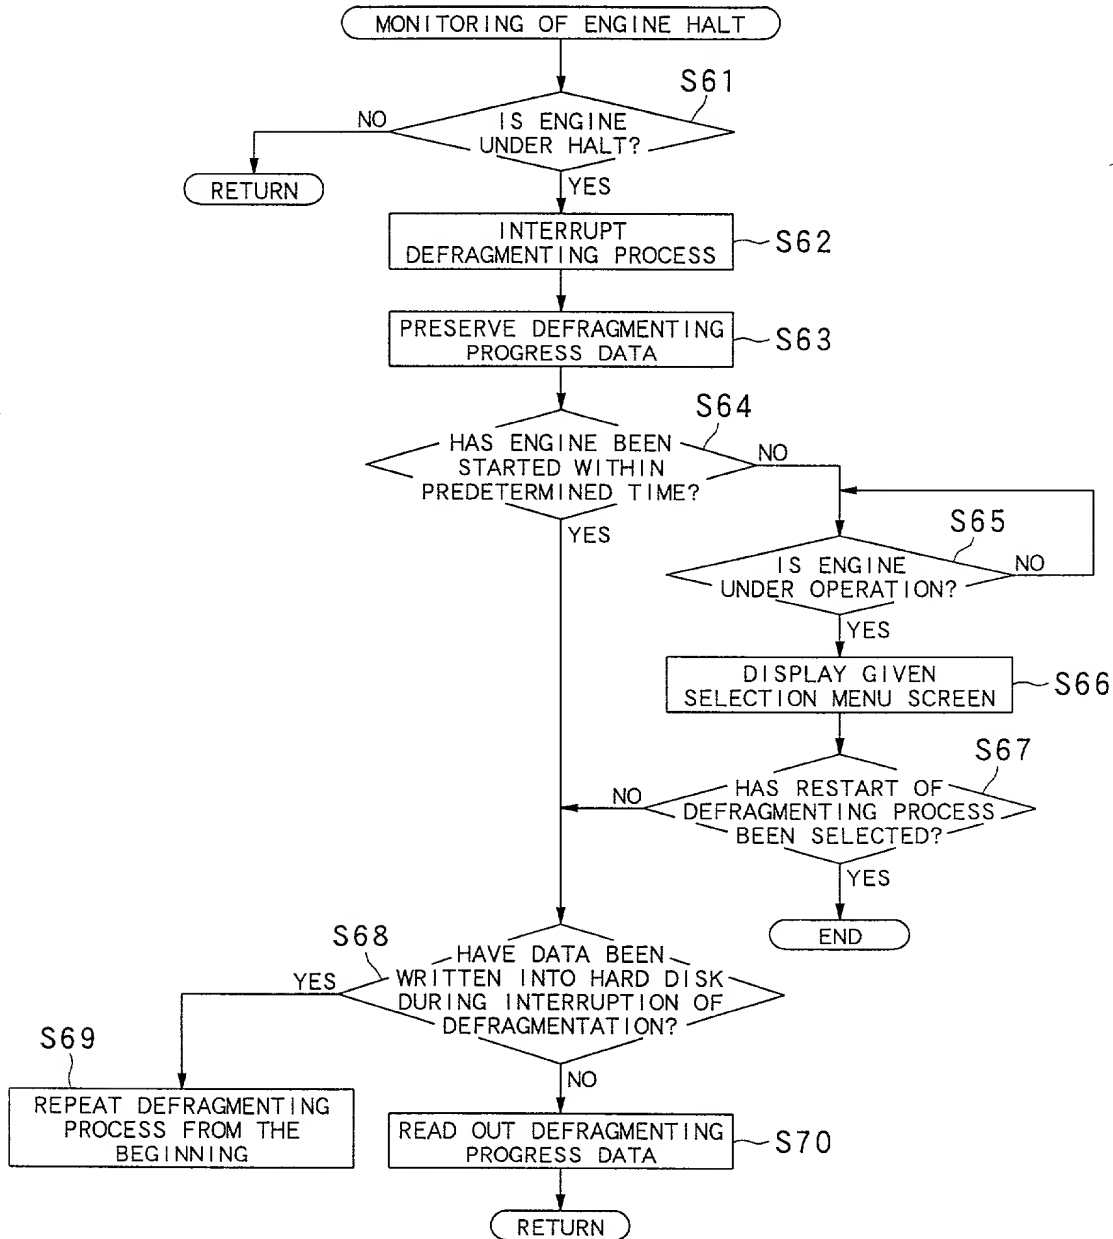 MONITORING OF ENGINE HALT
S61
NO
IS ENGINE
UNDER HALT?
RETURN
YES
INTERRUPT
DEFRAGMENTING PROCESS
S62
PRESERVE DEFRAGMENTING
PROGRESS DATA
S63
S64
HAS ENGINE BEEN
STARTED WITHIN
PREDETERMINED TIME?
NO
YES
S65
IS ENGINE
UNDER OPERATION?
NO
YES
DISPLAY GIVEN
SELECTION MENU SCREEN
S66
S67
NO
HAS RESTART OF
DEFRAGMENTING PROCESS
BEEN SELECTED?
YES
END
S68
YES
HAVE DATA BEEN
WRITTEN INTO HARD DISK
DURING INTERRUPTION OF
DEFRAGMENTATION?
S69
NO
REPEAT DEFRAGMENTING
PROCESS FROM THE
BEGINNING
READ OUT DEFRAGMENTING
PROGRESS DATA
S70
RETURN